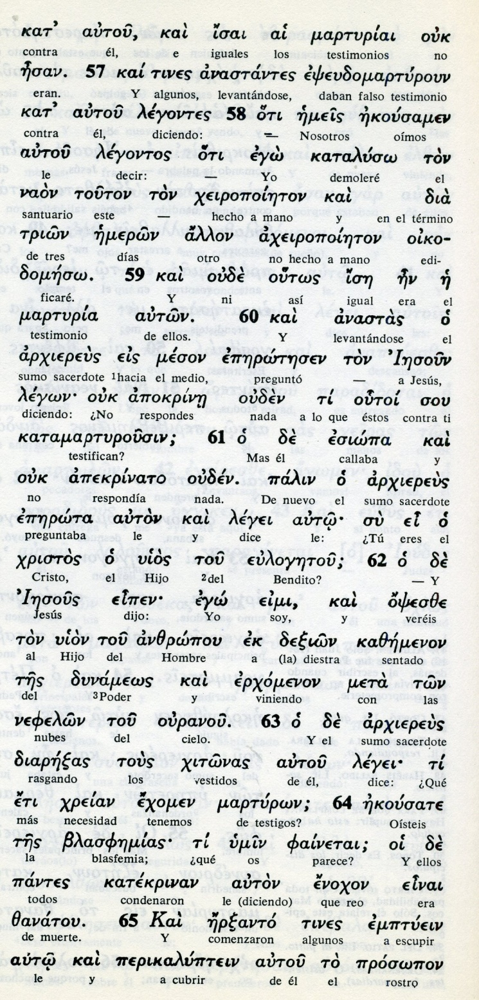 κατ’ αὐτοῦ, καὶ ἴσαι αἱ μαρτυρίαι οὐκ
contra él, e iguales los testimonios no
ἦσαν. 57 καί τινες ἀναστάντες ἐψευδομαρτύρουν
eran. Y algunos, levantándose, daban falso testimonio
κατ’ αὐτοῦ λέγοντες 58 ὅτι ἡμεῖς ἠκούσαμεν
contra él, diciendo: — Nosotros oímos
αὐτοῦ λέγοντος ὅτι ἐγὼ καταλύσω τὸν
le decir: — Yo demoleré el
ναὸν τοῦτον τὸν χειροποίητον καὶ διὰ
santuario este — hecho a mano y en el término
τριῶν ἡμερῶν ἄλλον ἀχειροποίητον οἰκο-
de tres días otro no hecho a mano edi-
δομήσω. 59 καὶ οὐδὲ οὕτως ἴση ἦν ἡ
ficaré. Y ni así igual era el
μαρτυρία αὐτῶν. 60 καὶ ἀναστὰς ὁ
testimonio de ellos. Y levantándose el
ἀρχιερεὺς εἰς μέσον ἐπηρώτησεν τὸν Ἰησοῦν
sumo sacerdote ¹hacia el medio, preguntó — a Jesús,
λέγων· οὐκ ἀποκρίνῃ οὐδὲν τί οὗτοί σου
diciendo: ¿No respondes nada a lo que éstos contra ti
καταμαρτυροῦσιν; 61 ὁ δὲ ἐσιώπα καὶ
testifican? Mas él callaba y
οὐκ ἀπεκρίνατο οὐδέν. πάλιν ὁ ἀρχιερεὺς
no respondía nada. De nuevo el sumo sacerdote
ἐπηρώτα αὐτὸν καὶ λέγει αὐτῷ· σὺ εἶ ὁ
preguntaba le y dice le: ¿Tú eres el
χριστὸς ὁ υἱὸς τοῦ εὐλογητοῦ; 62 ὁ δὲ
Cristo, el Hijo ²del Bendito? — Y
Ἰησοῦς εἶπεν· ἐγώ εἰμι, καὶ ὄψεσθε
Jesús dijo: Yo soy, y veréis
τὸν υἱὸν τοῦ ἀνθρώπου ἐκ δεξιῶν καθήμενον
al Hijo del Hombre a (la) diestra sentado
τῆς δυνάμεως καὶ ἐρχόμενον μετὰ τῶν
del ³Poder y viniendo con las
νεφελῶν τοῦ οὐρανοῦ. 63 ὁ δὲ ἀρχιερεὺς
nubes del cielo. Y el sumo sacerdote
διαρήξας τοὺς χιτῶνας αὐτοῦ λέγει· τί
rasgando los vestidos de él, dice: ¿Qué
ἔτι χρείαν ἔχομεν μαρτύρων; 64 ἠκούσατε
más necesidad tenemos de testigos? Oísteis
τῆς βλασφημίας· τί ὑμῖν φαίνεται; οἱ δὲ
la blasfemia; ¿qué os parece? Y ellos
πάντες κατέκριναν αὐτὸν ἔνοχον εἶναι
todos condenaron le (diciendo) que reo era
θανάτου. 65 Καὶ ἤρξαντό τινες ἐμπτύειν
de muerte. Y comenzaron algunos a escupir
αὐτῷ καὶ περικαλύπτειν αὐτοῦ τὸ πρόσωπον
le y a cubrir de él el rostro